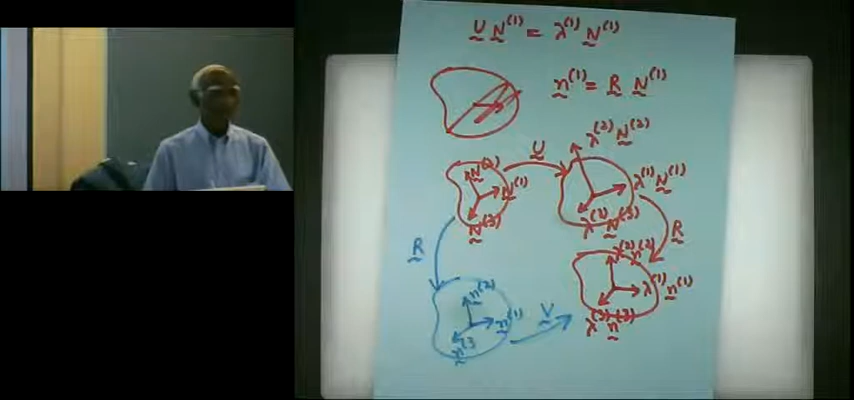 U N⁽¹⁾ = λ⁽¹⁾ N⁽¹⁾
n⁽¹⁾ = R N⁽¹⁾
λ⁽²⁾ N⁽²⁾
U
N⁽²⁾
N⁽¹⁾
N⁽³⁾
λ⁽¹⁾ N⁽¹⁾
λ⁽³⁾ N⁽³⁾
R
R
λ⁽²⁾ n⁽²⁾
λ⁽¹⁾ n⁽¹⁾
λ⁽³⁾ n⁽³⁾
n⁽²⁾
n⁽¹⁾
n⁽³
V